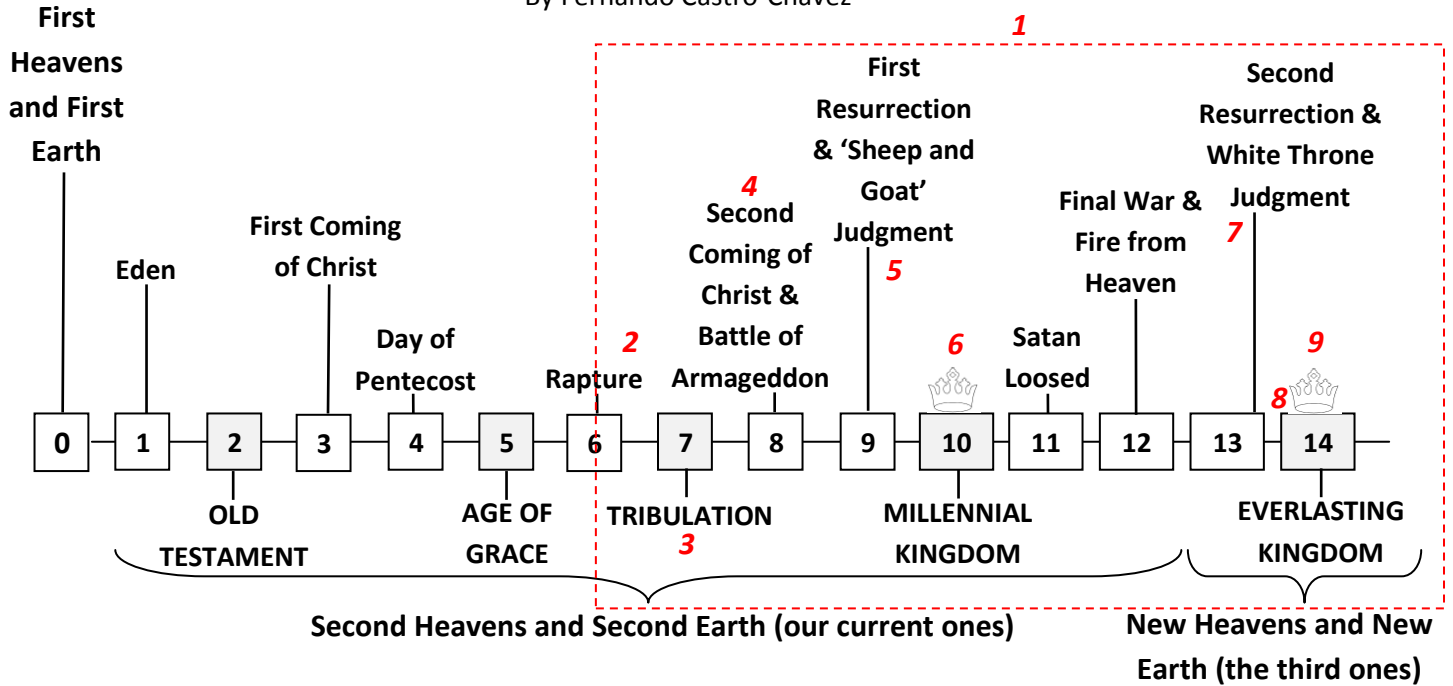 By Fernando Castro-Chavez
First
Heavens
and First
Earth
Eden
First Coming
of Christ
Day of
Pentecost
Rapture
2
1
4
Second
Coming of
Christ &
Battle of
Armageddon
First
Resurrection
& ‘Sheep and
Goat’
Judgment
5
6
Satan
Loosed
Final War &
Fire from
Heaven
Second
Resurrection &
White Throne
Judgment
7
8
9
0
1
2
3
4
5
6
7
8
9
10
11
12
13
14
OLD
TESTAMENT
AGE OF
GRACE
TRIBULATION
3
MILLENNIAL
KINGDOM
EVERLASTING
KINGDOM
Second Heavens and Second Earth (our current ones)
New Heavens and New
Earth (the third ones)